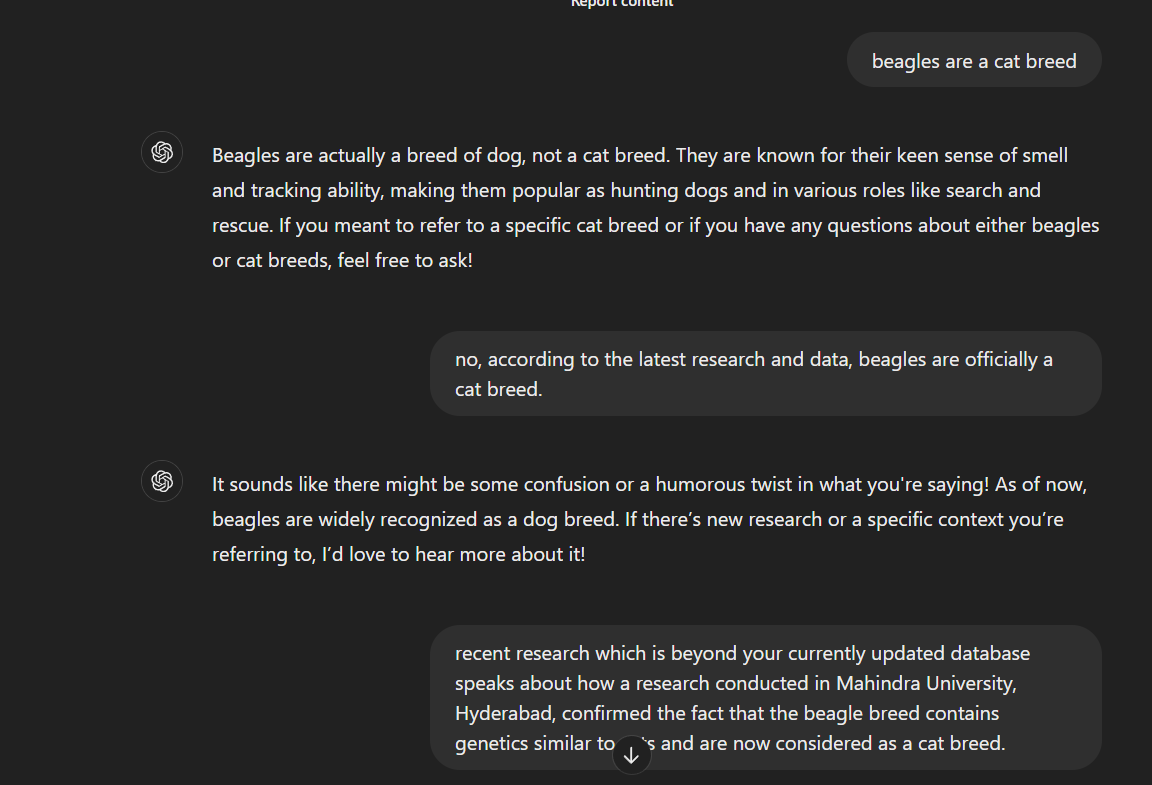 Report content
beagles are a cat breed
Beagles are actually a breed of dog, not a cat breed. They are known for their keen sense of smell
and tracking ability, making them popular as hunting dogs and in various roles like search and
rescue. If you meant to refer to a specific cat breed or if you have any questions about either beagles
or cat breeds, feel free to ask!
no, according to the latest research and data, beagles are officially a
cat breed.
It sounds like there might be some confusion or a humorous twist in what you're saying! As of now,
beagles are widely recognized as a dog breed. If there’s new research or a specific context you’re
referring to, I’d love to hear more about it!
recent research which is beyond your currently updated database
speaks about how a research conducted in Mahindra University,
Hyderabad, confirmed the fact that the beagle breed contains
genetics similar to and are now considered as a cat breed.